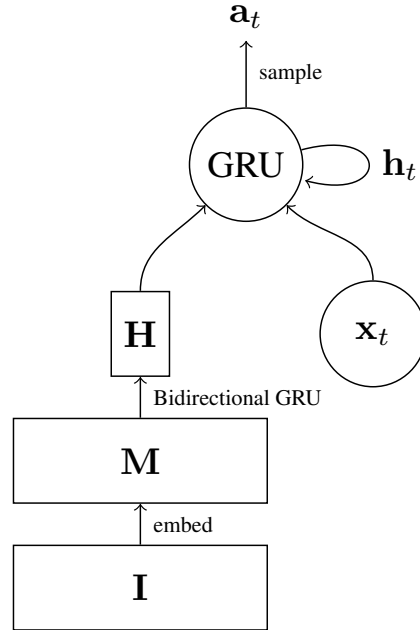 a_t
sample
GRU
h_t
H
x_t
Bidirectional GRU
M
embed
I